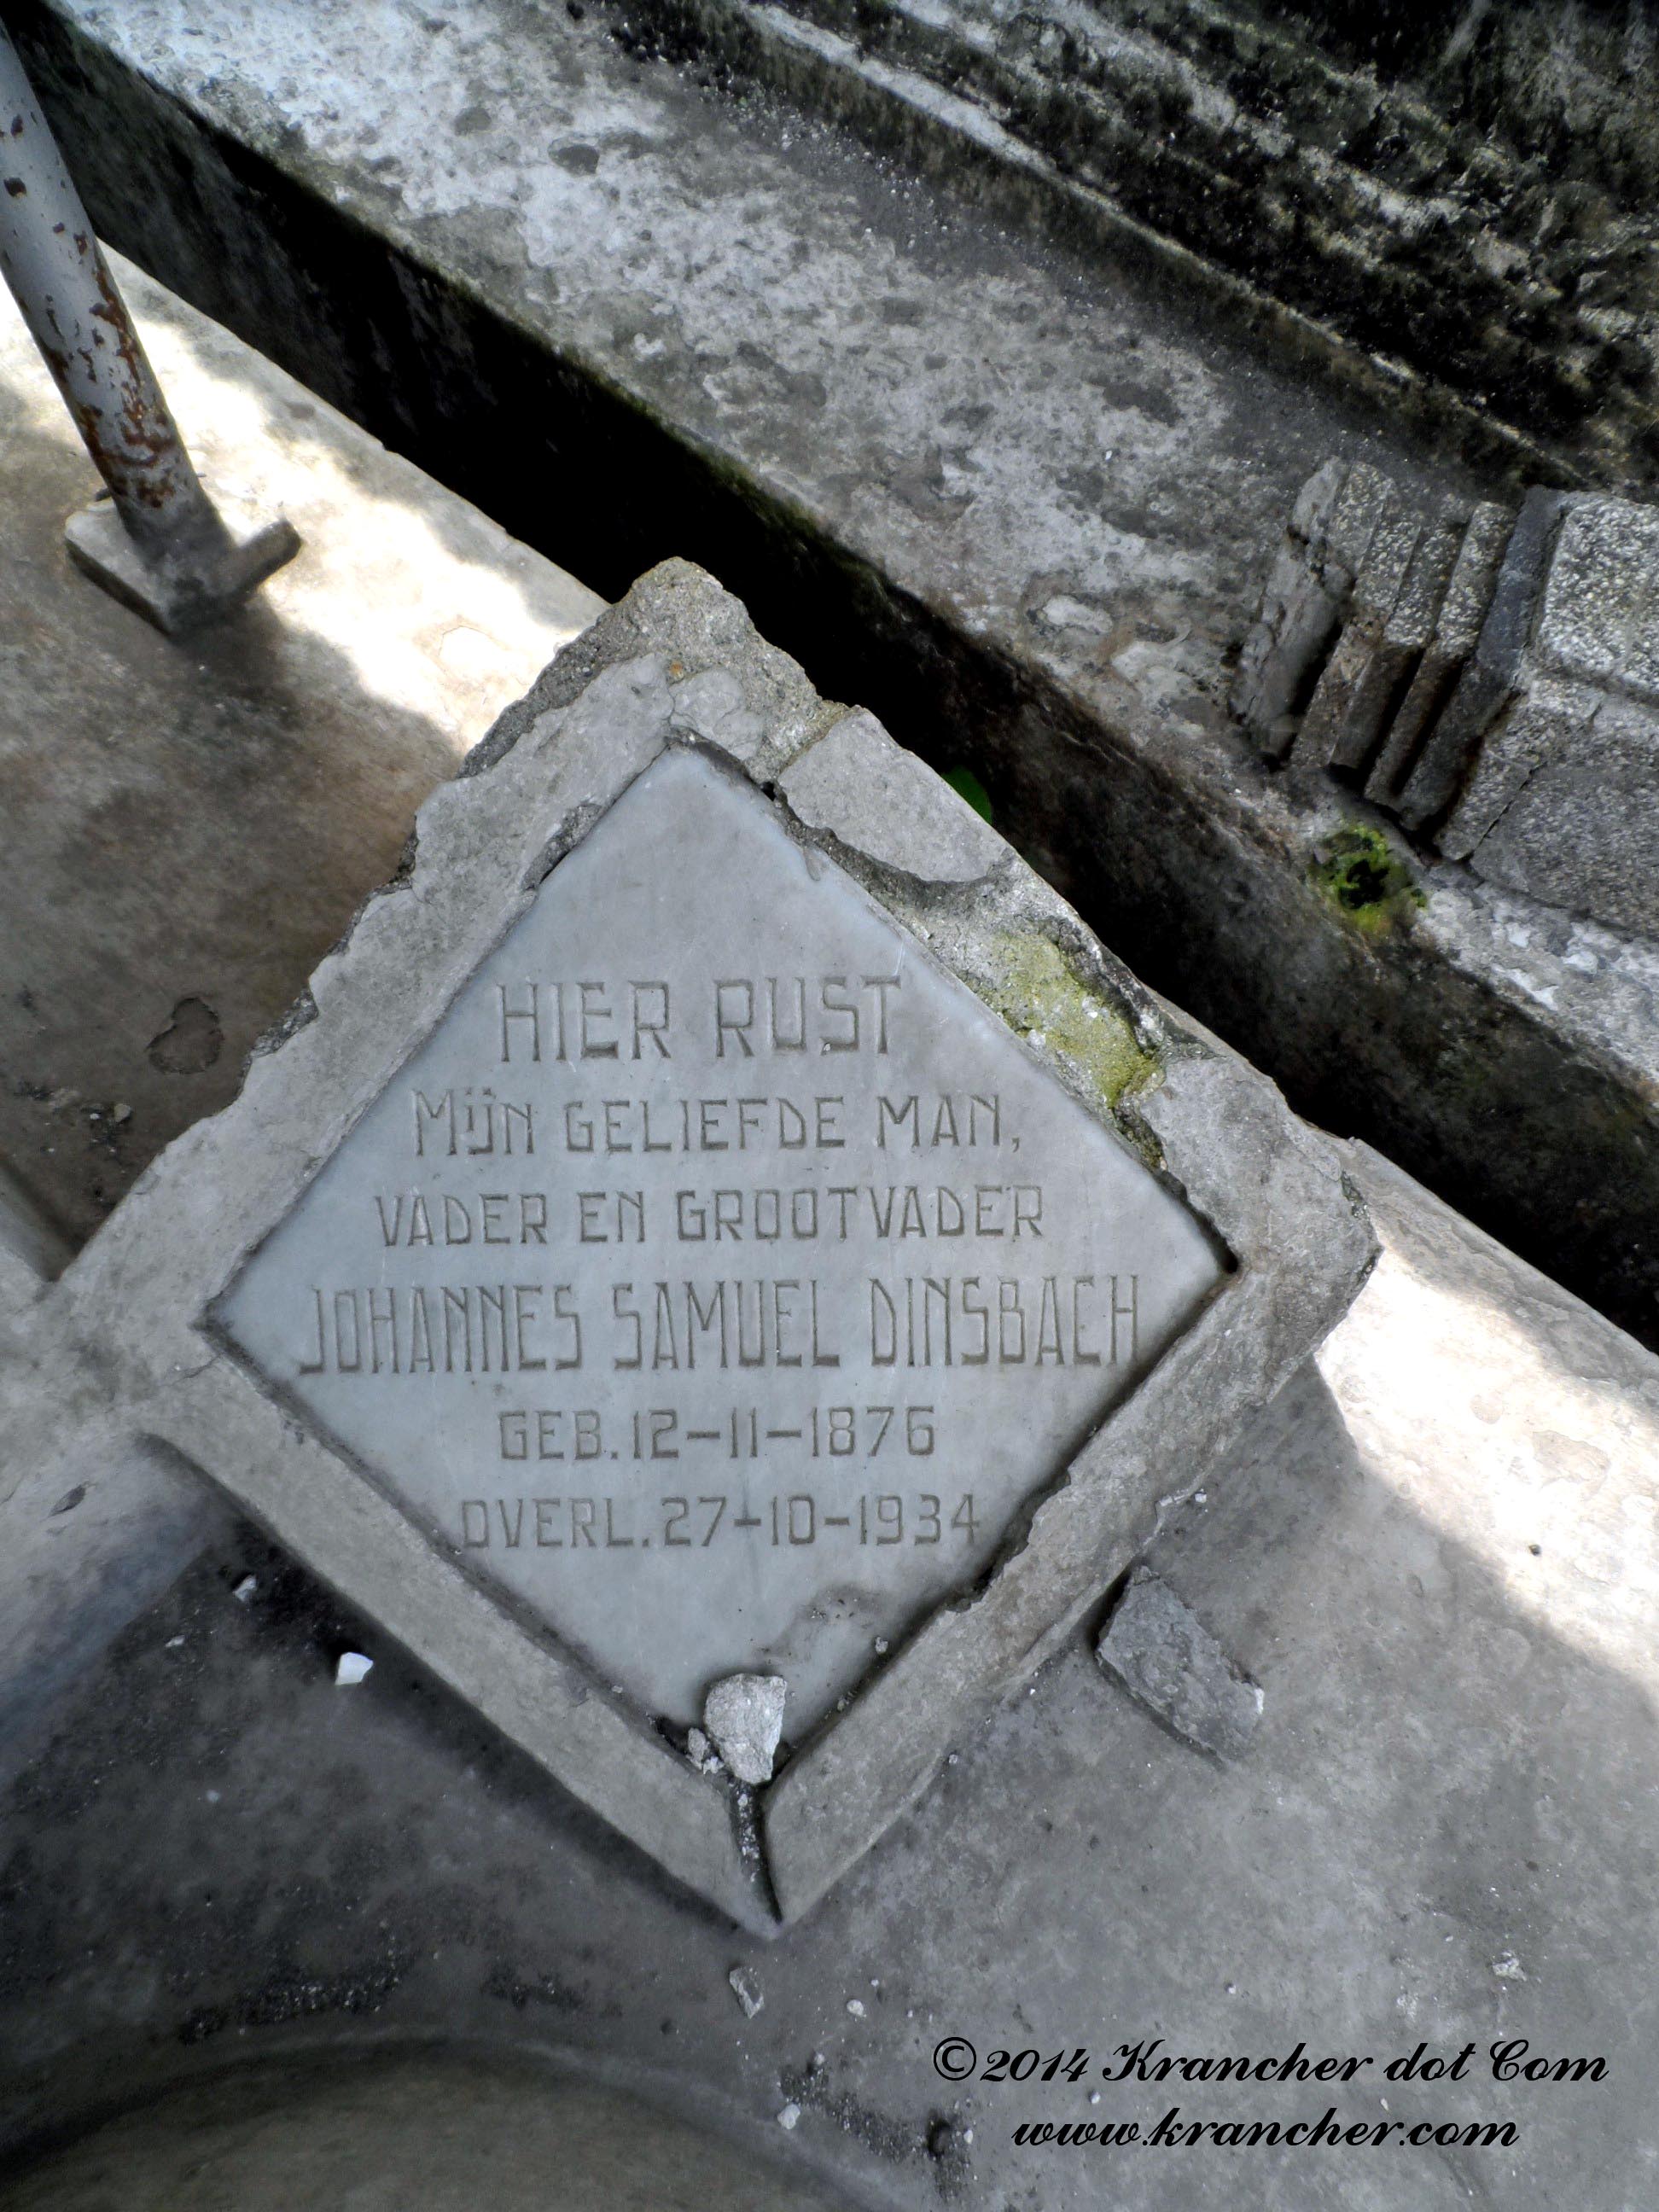 HIER RUST
MIJN GELIEFDE MAN,
VADER EN GROOTVADER
JOHANNES SAMUEL DINSBACH
GEB. 12-11-1876
OVERL. 27-10-1934
©2014 Krancher dot Com
www.krancher.com